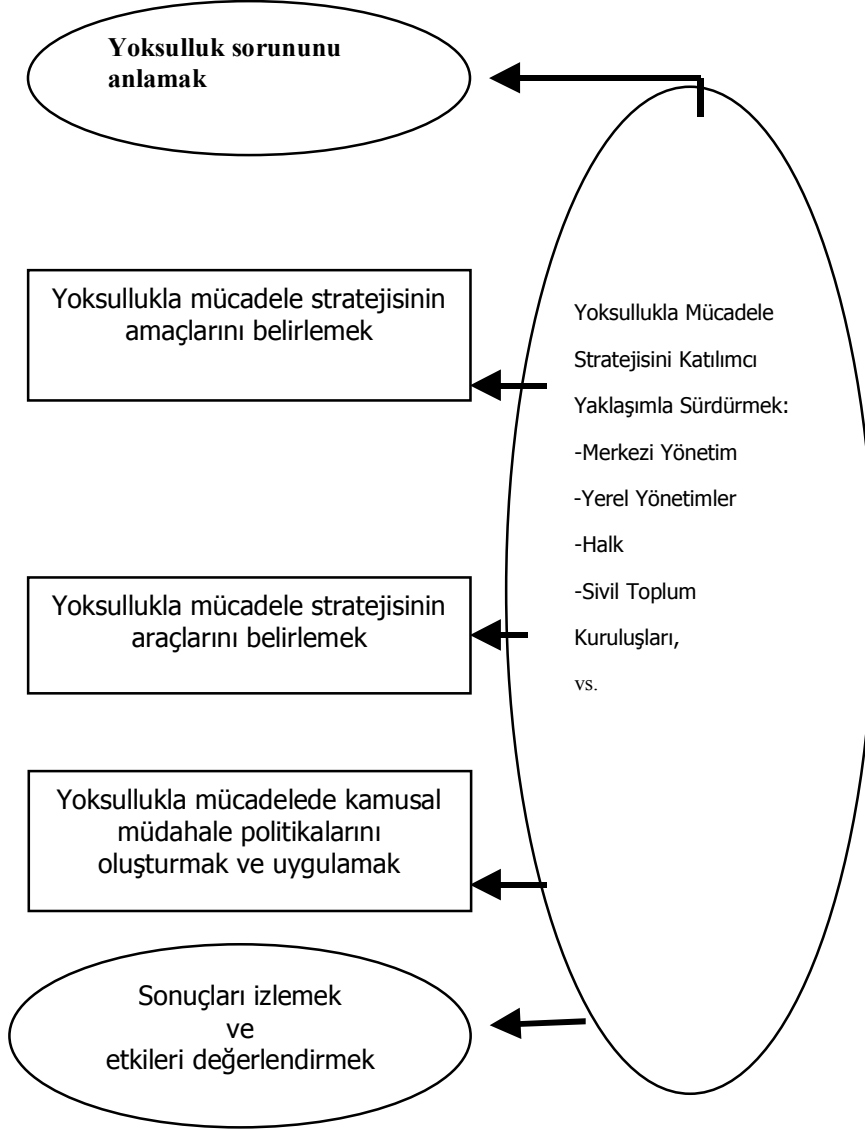 Yoksulluk sorununu
anlamak
Yoksullukla mücadele stratejisinin
amaçlarını belirlemek
Yoksullukla mücadele stratejisinin
araçlarını belirlemek
Yoksullukla mücadelede kamusal
müdahale politikalarını
oluşturmak ve uygulamak
Sonuçları izlemek
ve
etkileri değerlendirmek
Yoksullukla Mücadele
Stratejisini Katılımcı
Yaklaşımla Sürdürmek:
-Merkezi Yönetim
-Yerel Yönetimler
-Halk
-Sivil Toplum
Kuruluşları,
vs.